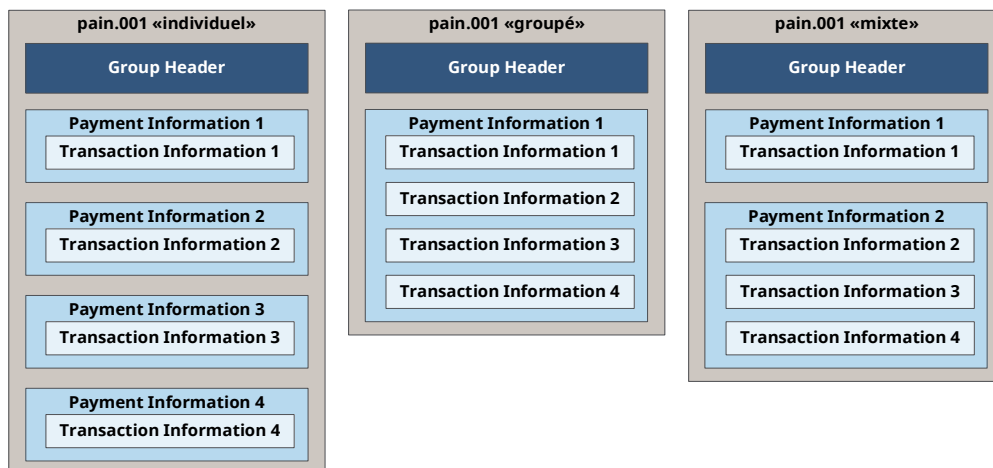 pain.001 «individuel»
Group Header
Payment Information 1
Transaction Information 1
Payment Information 2
Transaction Information 2
Payment Information 3
Transaction Information 3
Payment Information 4
Transaction Information 4
pain.001 «groupé»
Group Header
Payment Information 1
Transaction Information 1
Transaction Information 2
Transaction Information 3
Transaction Information 4
pain.001 «mixte»
Group Header
Payment Information 1
Transaction Information 1
Payment Information 2
Transaction Information 2
Transaction Information 3
Transaction Information 4